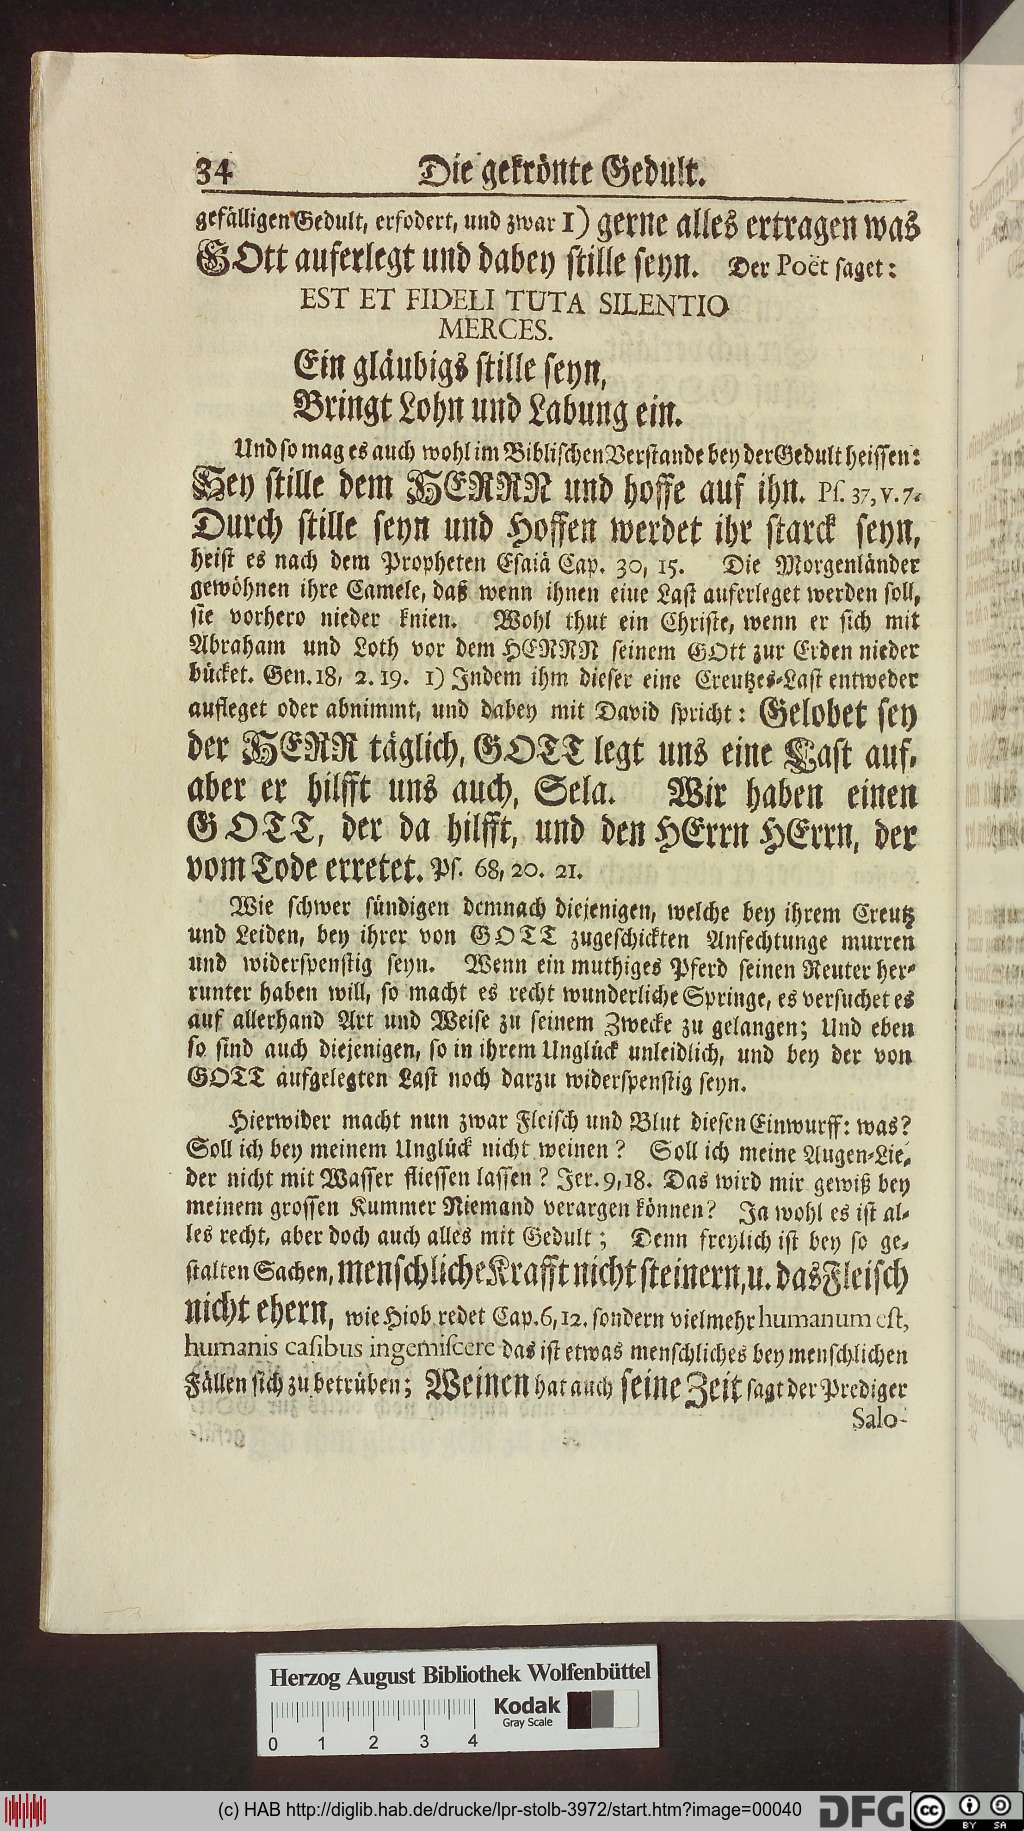 34 Die gekrönte Gedult.
gefälligen Gedult, erfodert, und zwar 1) gerne alles ertragen was
GOtt auferlegt und dabey stille seyn. Der Poët saget:
EST ET FIDELI TUTA SILENTIO
MERCES.
Ein gläubigs stille seyn,
Bringt Lohn und Labung ein.
Und so mag es auch wohl im Biblischen Verstande bey der Gedult heissen:
Sey stille dem HERRN und hoffe auf ihn. Ps. 37, v. 7.
Durch stille seyn und Hoffen werdet ihr starck seyn,
heist es nach dem Propheten Esaiä Cap. 30, 15. Die Morgenländer
gewöhnen ihre Camele, daß wenn ihnen eine Last auferleget werden soll,
sie vorhero nieder knien. Wohl thut ein Christe, wenn er sich mit
Abraham und Loth vor dem HERRN seinem GOtt zur Erden nieder
bücket. Gen. 18, 2. 19. 1) Indem ihm dieser eine Creutzes-Last entweder
aufleget oder abnimmt, und dabey mit David spricht: Gelobet sey
der HERR täglich, GOTT legt uns eine Last auf,
aber er hilfft uns auch, Sela. Wir haben einen
GOTT, der da hilfft, und den HErrn HErrn, der
vom Tode erretet. Ps. 68, 20. 21.
Wie schwer sündigen demnach diejenigen, welche bey ihrem Creutz
und Leiden, bey ihrer von GOTT zugeschickten Anfechtunge murren
und widerspenstig seyn. Wenn ein muthiges Pferd seinen Reuter her-
runter haben will, so macht es recht wunderliche Springe, es versuchet es
auf allerhand Art und Weise zu seinem Zwecke zu gelangen; Und eben
so sind auch diejenigen, so in ihrem Unglück unleidlich, und bey der von
GOTT aufgelegten Last noch darzu widerspenstig seyn.
Hierwider macht nun zwar Fleisch und Blut diesen Einwurff: was?
Soll ich bey meinem Unglück nicht weinen? Soll ich meine Augen-Lie-
der nicht mit Wasser fliessen lassen? Jer. 9, 18. Das wird mir gewiß bey
meinem grossen Kummer Niemand verargen können? Ja wohl es ist al-
les recht, aber doch auch alles mit Gedult; Denn freylich ist bey so ge-
stalten Sachen, menschliche Krafft nicht steinern, u. das Fleisch
nicht ehern, wie Hiob redet Cap. 6, 12. sondern vielmehr humanum est,
humanis casibus ingemiscere das ist etwas menschliches bey menschlichen
Fällen sich zu betrüben; Weinen hat auch seine Zeit sagt der Prediger
Salo-
Herzog August Bibliothek Wolfenbüttel
Kodak
Gray Scale
0 1 2 3 4
(c) HAB http://diglib.hab.de/drucke/lpr-stolb-3972/start.htm?image=00040
DFG
cc BY SA